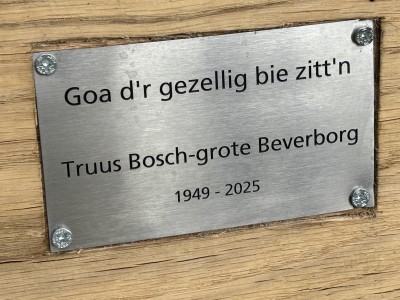 Goa d'r gezellig bie zitt'n
Truus Bosch-grote Beverborg
1949 - 2025